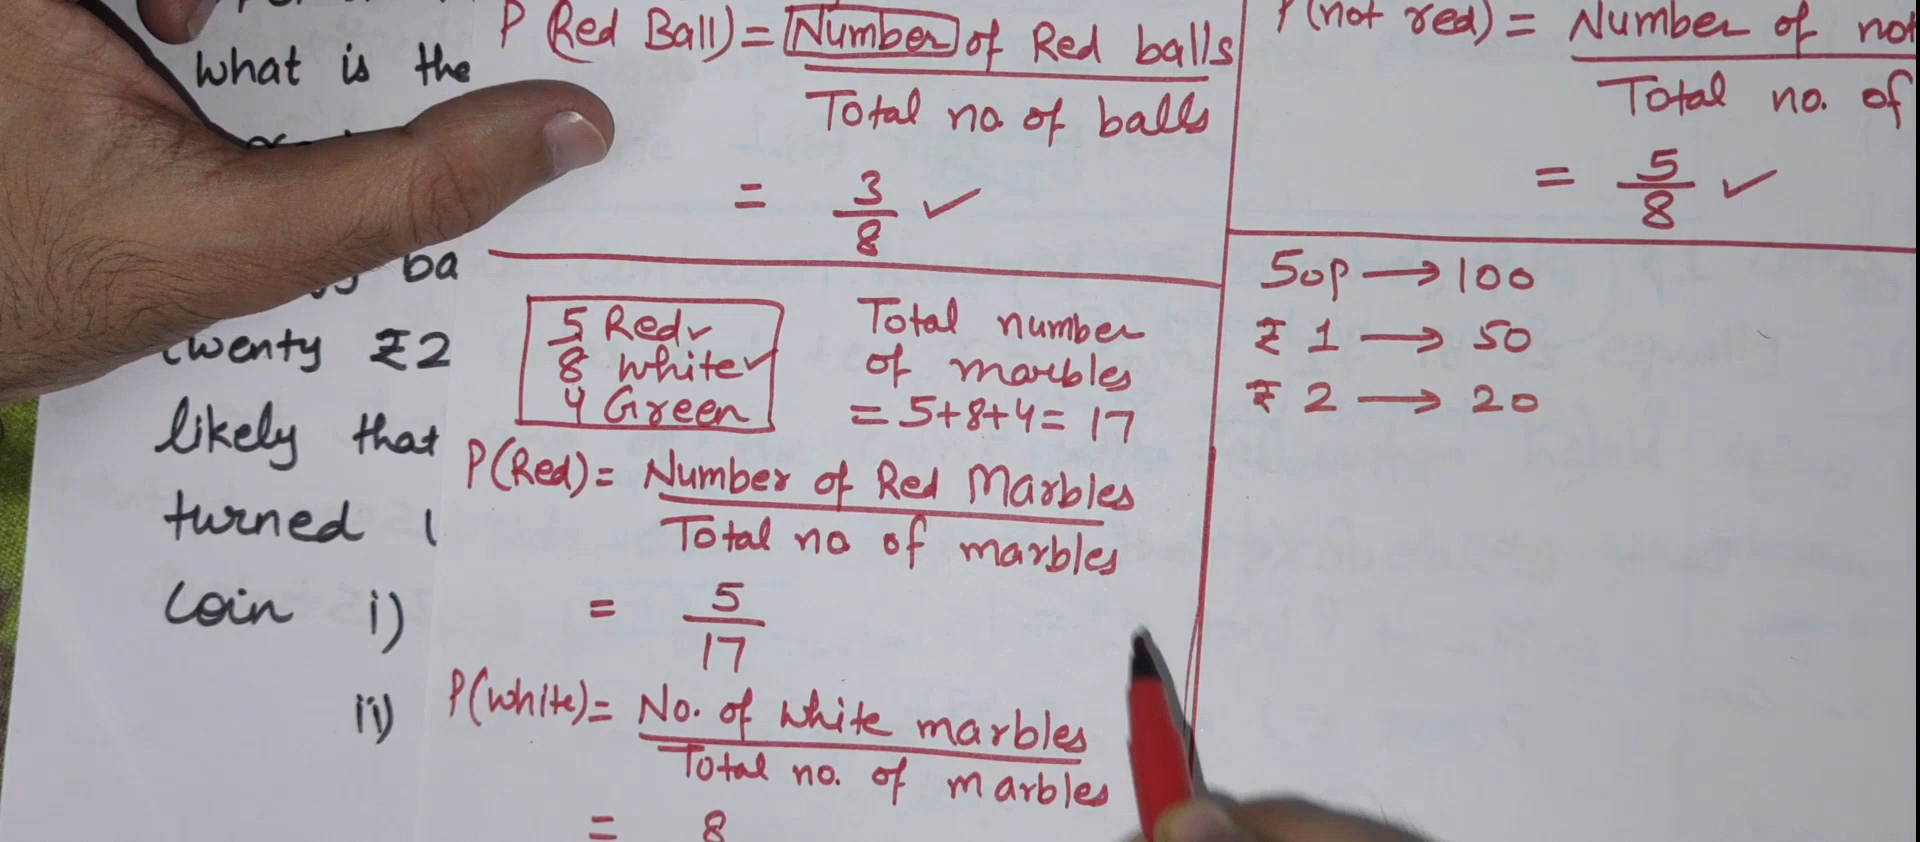 what is the
ba
twenty ₹2
likely that
turned
Coin i)
ii)
P (Red Ball) = Number of Red balls
Total no of balls
= 3
8 ✓
5 Red ✓
8 White ✓
4 Green
Total number
of marbles
= 5+8+4 = 17
P(Red) = Number of Red Marbles
Total no of marbles
= 5
17
P(White) = No. of White marbles
Total no. of marbles
= 8
P(not red) = Number of not
Total no. of
= 5
8 ✓
50p → 100
₹ 1 → 50
₹ 2 → 20